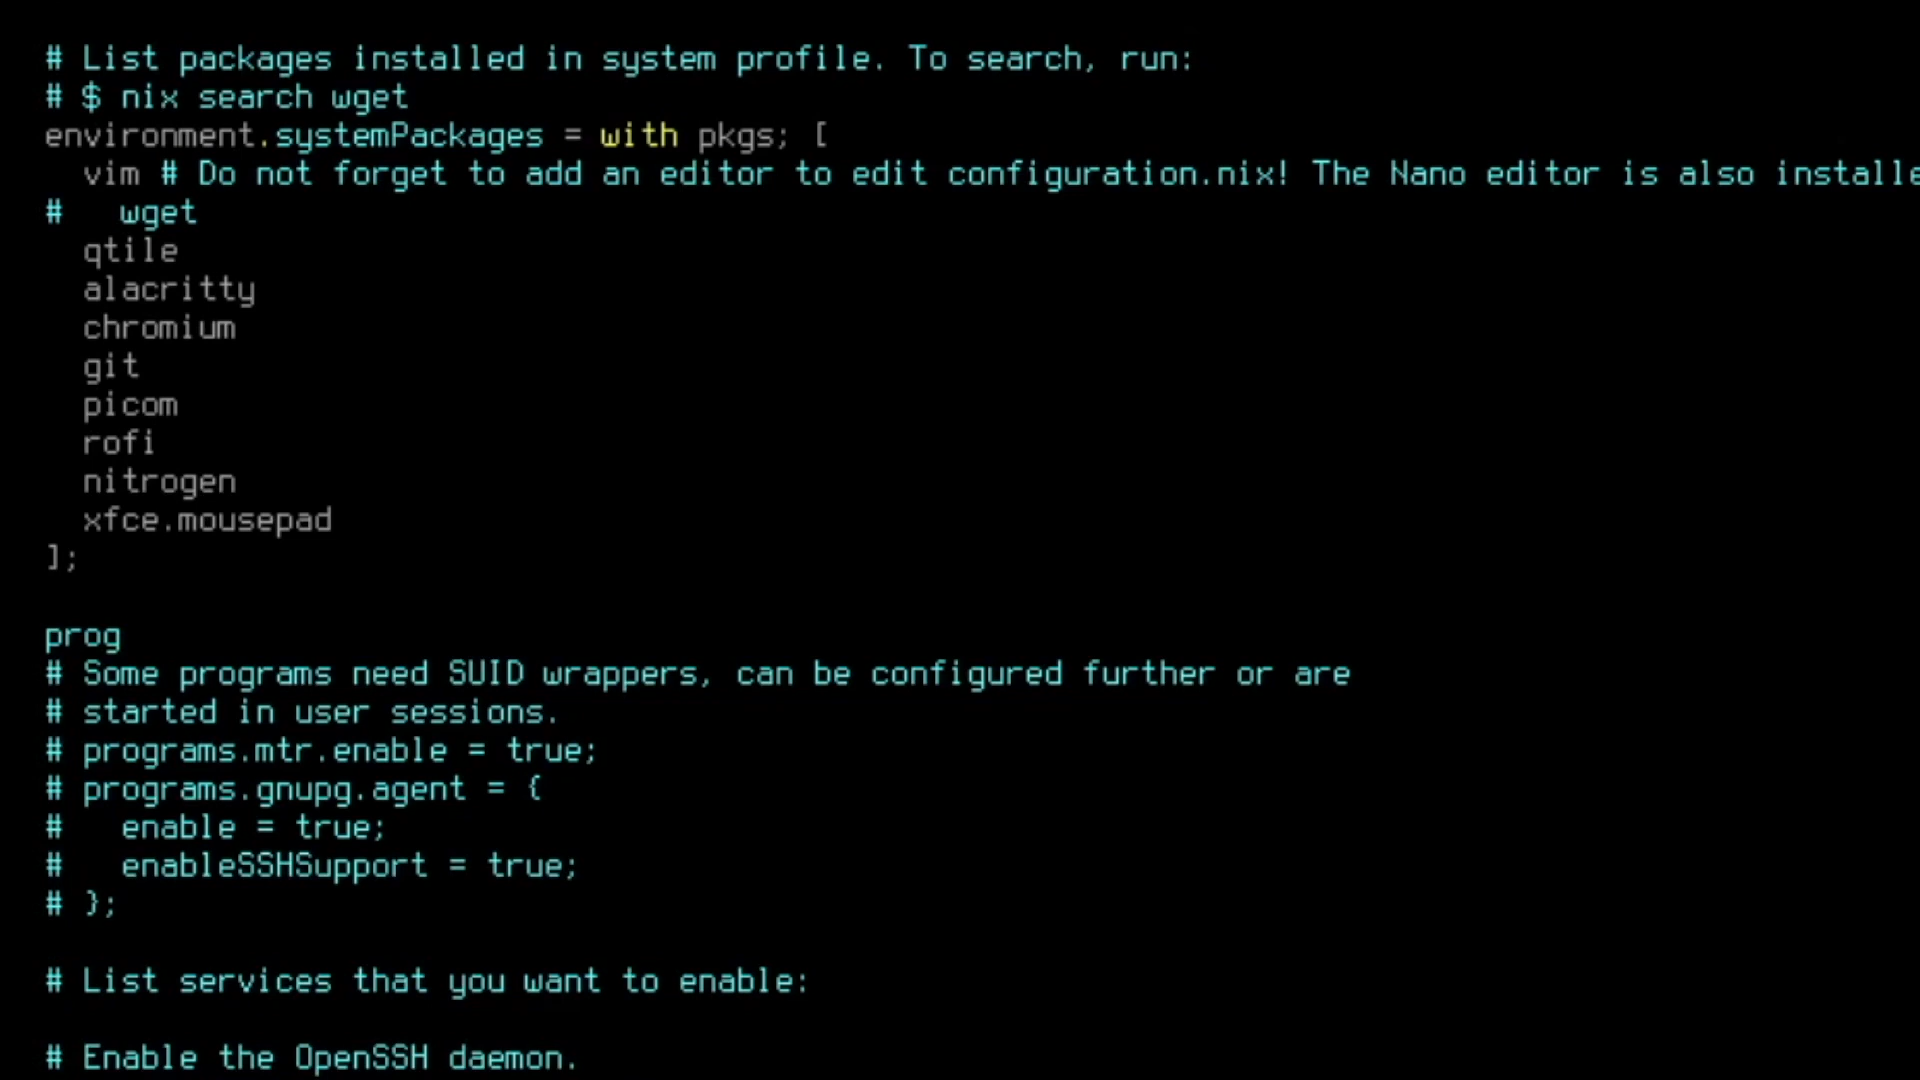 # List packages installed in system profile. To search, run:
# $ nix search wget
environment.systemPackages = with pkgs; [
  vim # Do not forget to add an editor to edit configuration.nix! The Nano editor is also installe
#   wget
  qtile
  alacritty
  chromium
  git
  picom
  rofi
  nitrogen
  xfce.mousepad
];

prog
# Some programs need SUID wrappers, can be configured further or are
# started in user sessions.
# programs.mtr.enable = true;
# programs.gnupg.agent = {
#   enable = true;
#   enableSSHSupport = true;
# };

# List services that you want to enable:

# Enable the OpenSSH daemon.